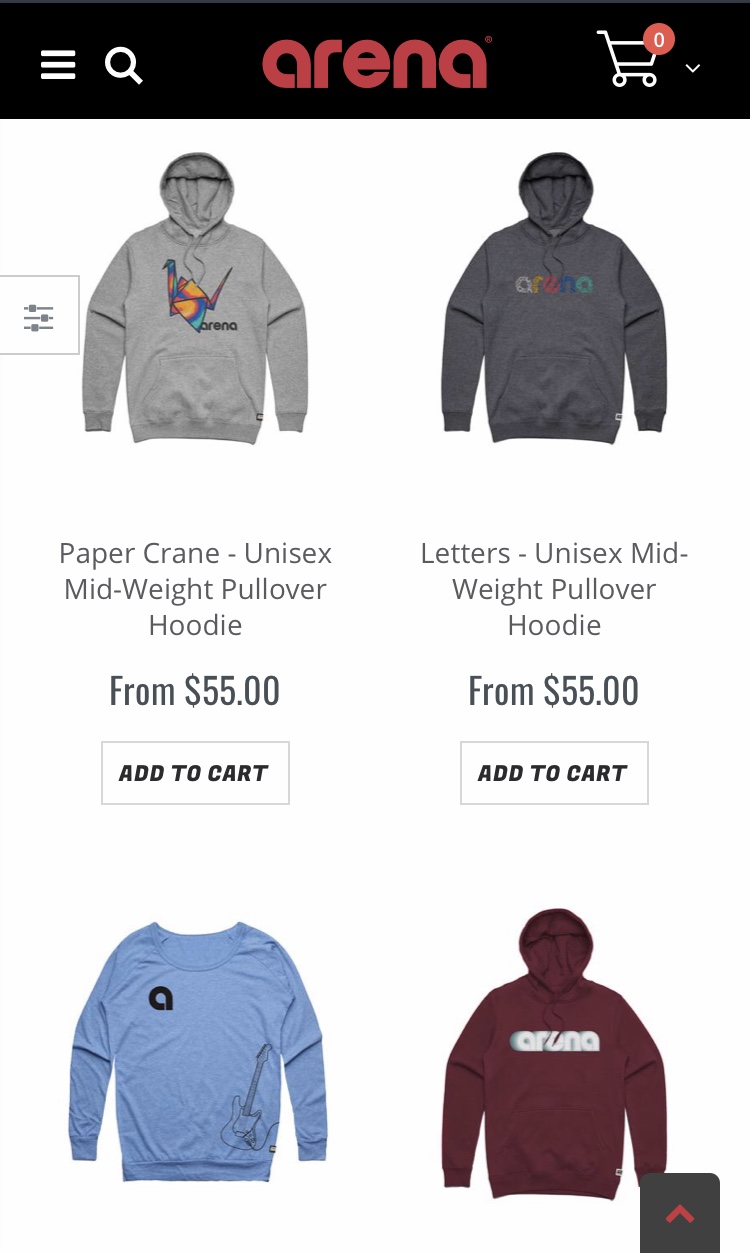 arena®
0
arena
arena
Paper Crane - Unisex
Mid-Weight Pullover
Hoodie
From $55.00
ADD TO CART
Letters - Unisex Mid-
Weight Pullover
Hoodie
From $55.00
ADD TO CART
a
arena